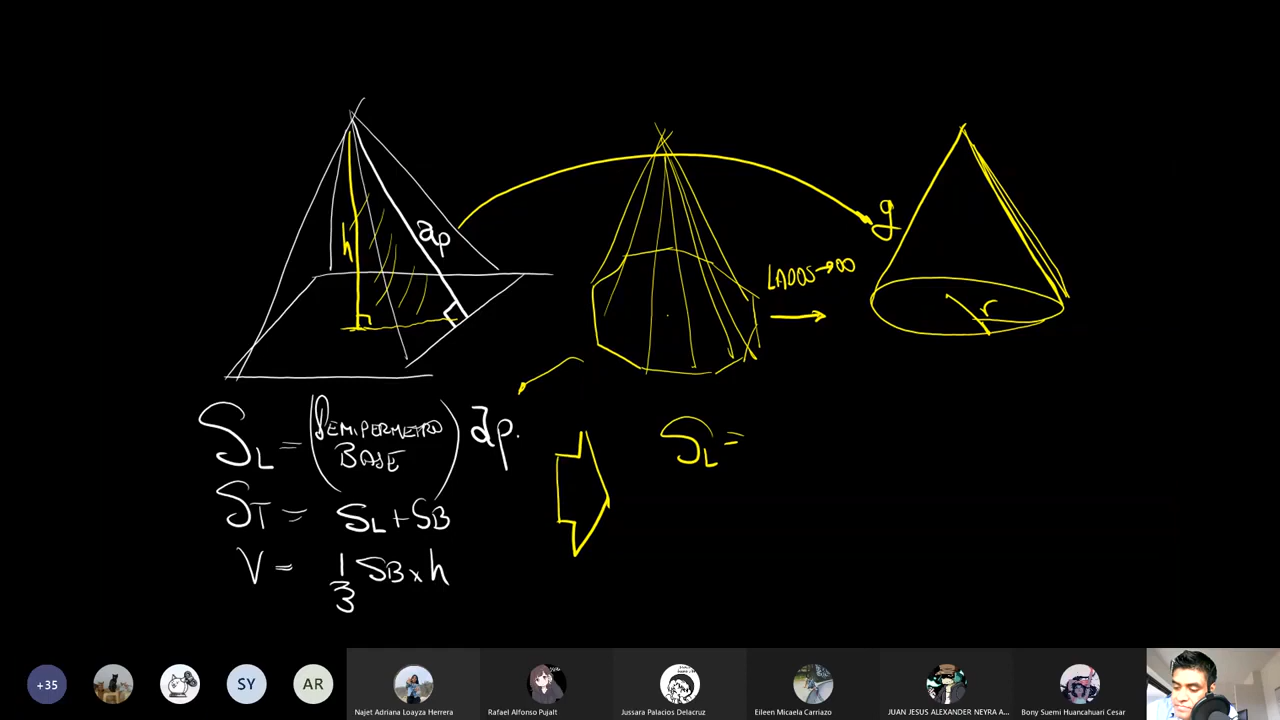 h
ap
LADOS→∞
g
r
SL = (SEMIPERMETRO BASE) ap.
ST = SL + SB
V = 1/3 SB x h
SL =
+35
SY
AR
Najet Adriana Loayza Herrera
Rafael Alfonso Pujalt
Jussara Palacios Delacruz
Eileen Micaela Carriazo
JUAN JESUS ALEXANDER NEYRA A...
Bony Suemi Huancahuari Cesar